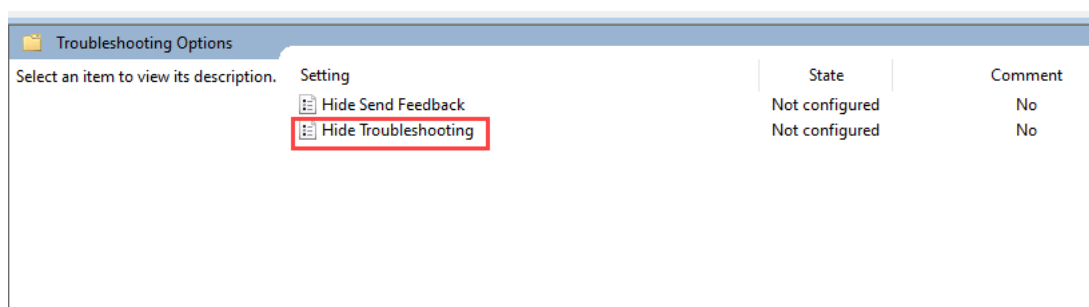 Troubleshooting Options
Select an item to view its description. Setting State Comment
Hide Send Feedback Not configured No
Hide Troubleshooting Not configured No